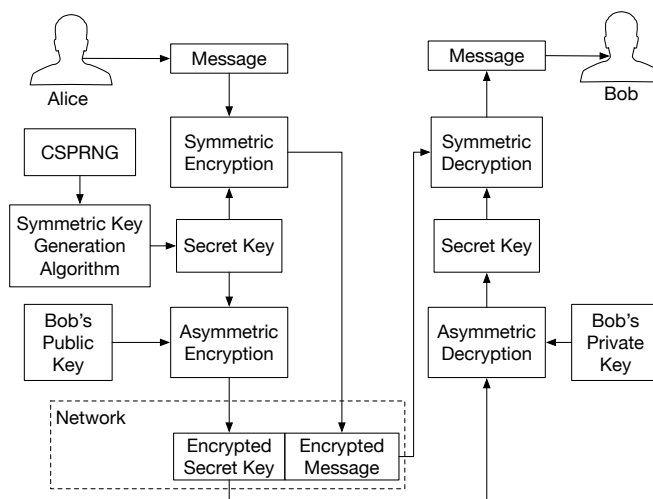 Alice
Message
CSPRNG
Symmetric
Encryption
Symmetric Key
Generation
Algorithm
Secret Key
Bob's
Public
Key
Asymmetric
Encryption
Network
Encrypted
Secret Key
Encrypted
Message
Message
Bob
Symmetric
Decryption
Secret Key
Asymmetric
Decryption
Bob's
Private
Key